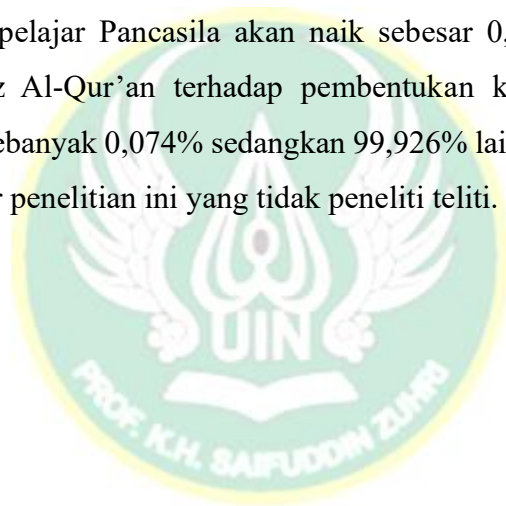 pelajar Pancasila akan naik sebesar 0,
z Al-Qur’an terhadap pembentukan k
ebanyak 0,074% sedangkan 99,926% lai
r penelitian ini yang tidak peneliti teliti.
UIN
PROF. K.H. SAIFUDDIN ZUHRI